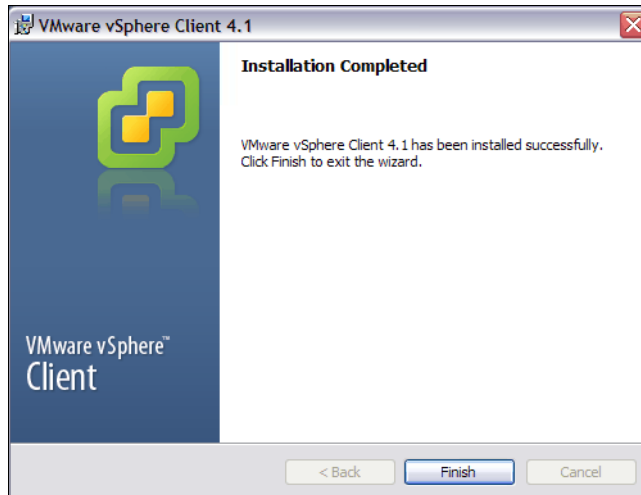 VMware vSphere Client 4.1
Installation Completed
VMware vSphere Client 4.1 has been installed successfully.
Click Finish to exit the wizard.
VMware vSphere™
Client
< Back
Finish
Cancel